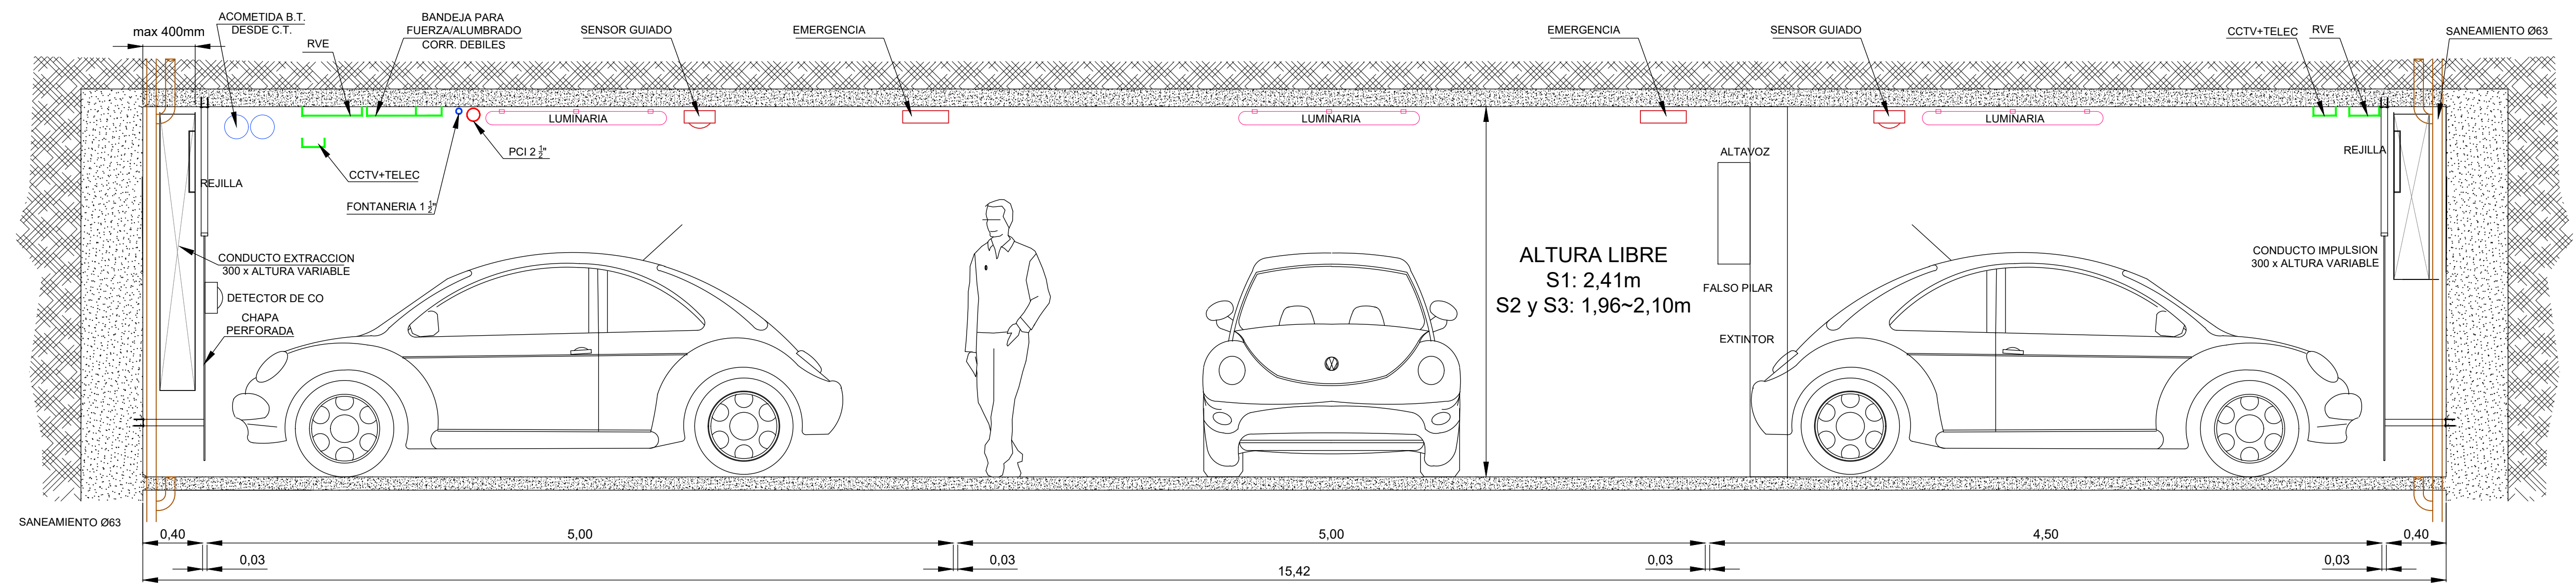 ACOMETIDA B.T.
DESDE C.T.
BANDEJA PARA
FUERZA/ALUMBRADO
CORR. DEBILES
SENSOR GUIADO
EMERGENCIA
EMERGENCIA
SENSOR GUIADO
CCTV+TELEC
RVE
SANEAMIENTO Ø63
max 400mm
RVE
LUMINARIA
LUMINARIA
LUMINARIA
PCI 2 1/2"
ALTAVOZ
REJILLA
CCTV+TELEC
REJILLA
FONTANERIA 1 1/2"
CONDUCTO EXTRACCION
300 x ALTURA VARIABLE
ALTURA LIBRE
S1: 2,41m
S2 y S3: 1,96~2,10m
CONDUCTO IMPULSION
300 x ALTURA VARIABLE
FALSO PILAR
DETECTOR DE CO
CHAPA
PERFORADA
EXTINTOR
SANEAMIENTO Ø63
0,40
5,00
5,00
4,50
0,40
0,03
0,03
0,03
0,03
15,42